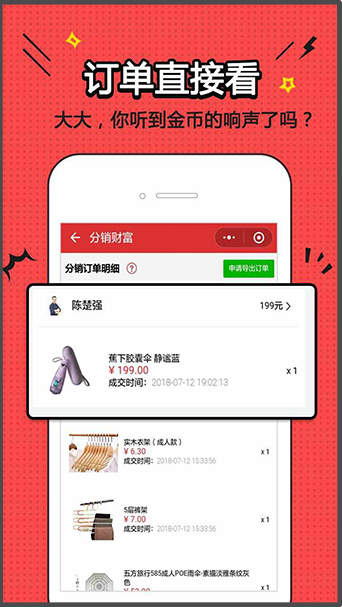 订单直接看
大大，你听到金币的响声了吗？
分销财富
分销订单明细 ? 申请导出订单
陈楚强 199元
蕉下胶囊伞 静谧蓝
¥ 199.00
成交时间：2018-07-12 19:02:13 x 1
实木衣架（成人款）
¥ 6.30
成交时间：2018-07-12 15:33:56 x 1
5层裤架
¥ 7.00
成交时间：2018-07-12 15:33:56 x 1
五方旅行585成人POE雨伞·素描淡雅条纹
灰色